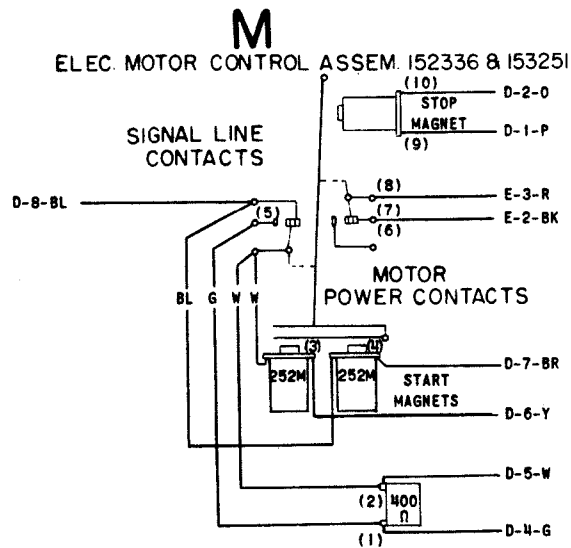 M
ELEC. MOTOR CONTROL ASSEM. 152336 & 153251
(10)
D-2-O
STOP
MAGNET
D-1-P
(9)
SIGNAL LINE
CONTACTS
D-8-BL
(5)
(8)
E-3-R
(7)
E-2-BK
(6)
MOTOR
POWER CONTACTS
BL G W W
(3)
(4)
252M
252M
D-7-BR
START
MAGNETS
D-6-Y
D-5-W
(2)
400
Ω
D-4-G
(1)